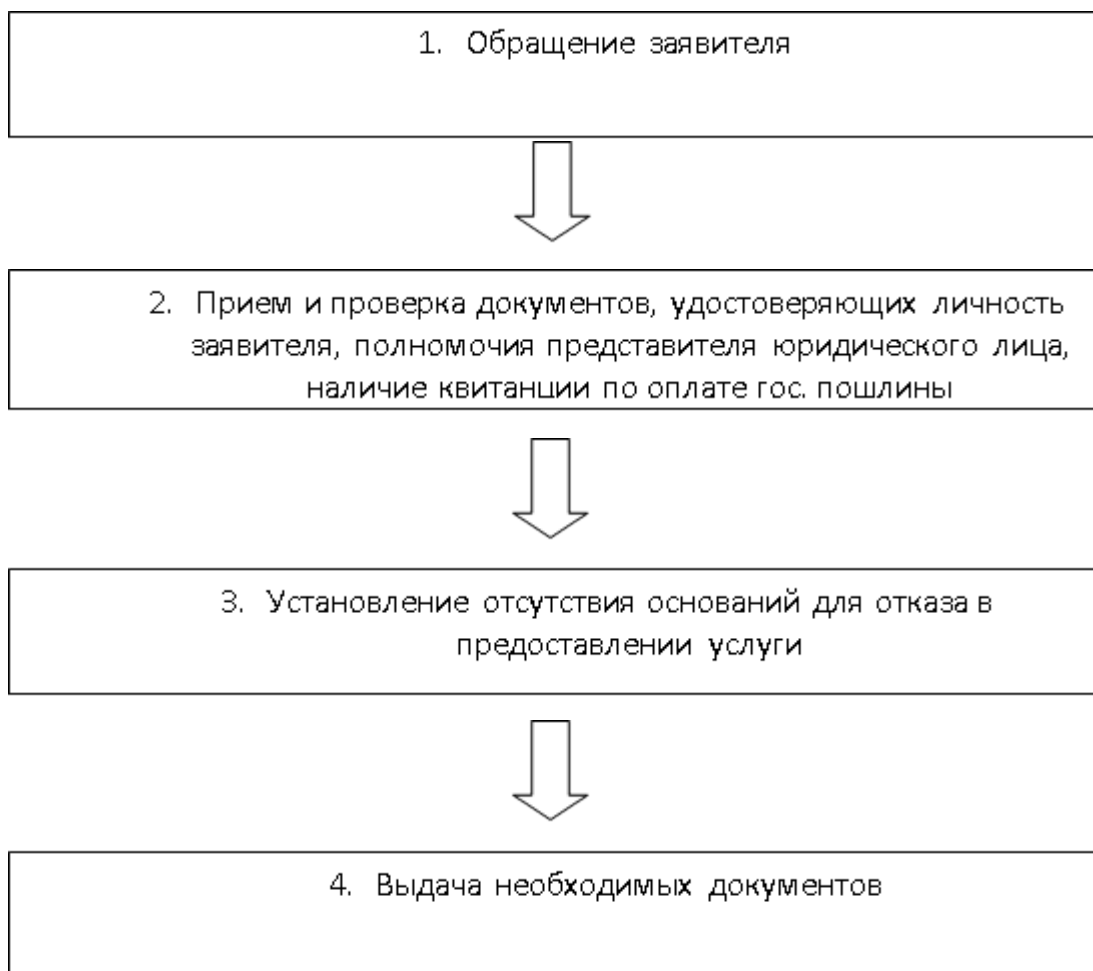 1. Обращение заявителя
2. Прием и проверка документов, удостоверяющих личность
заявителя, полномочия представителя юридического лица,
наличие квитанции по оплате гос. пошлины
3. Установление отсутствия оснований для отказа в
предоставлении услуги
4. Выдача необходимых документов